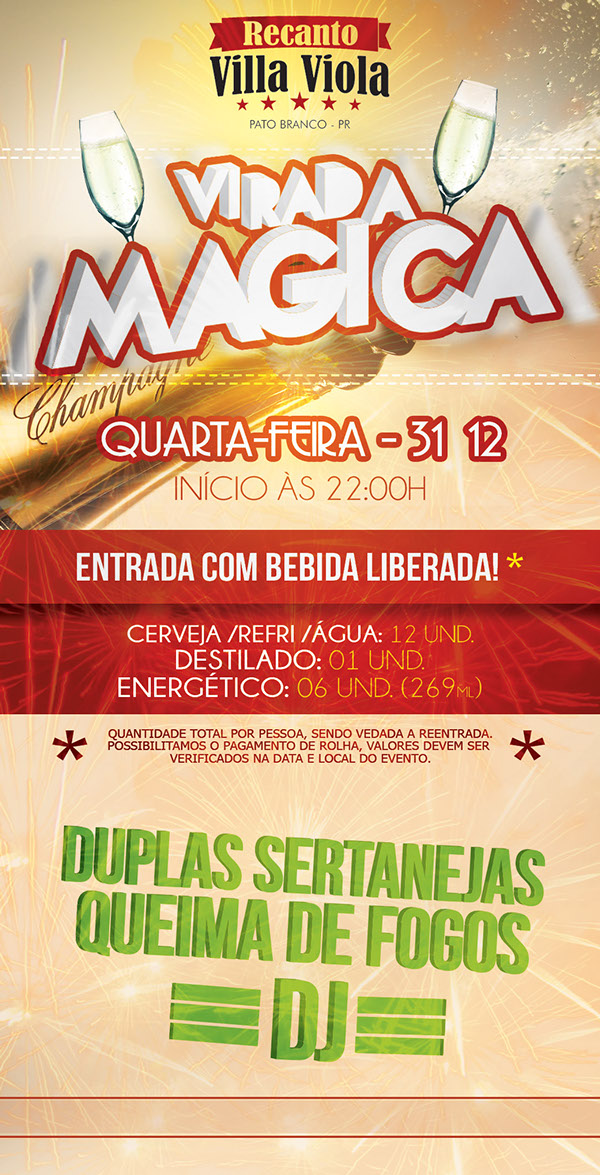 Recanto
Villa Viola
PATO BRANCO - PR
VIRADA
MAGICA
Champagne
QUARTA-FEIRA - 31 12
INÍCIO ÀS 22:00H
ENTRADA COM BEBIDA LIBERADA! *
CERVEJA /REFRI /ÁGUA: 12 UND.
DESTILADO: 01 UND.
ENERGÉTICO: 06 UND. (269ML)
* QUANTIDADE TOTAL POR PESSOA, SENDO VEDADA A REENTRADA. *
POSSIBILITAMOS O PAGAMENTO DE ROLHA, VALORES DEVEM SER
VERIFICADOS NA DATA E LOCAL DO EVENTO.
DUPLAS SERTANEJAS
QUEIMA DE FOGOS
DJ